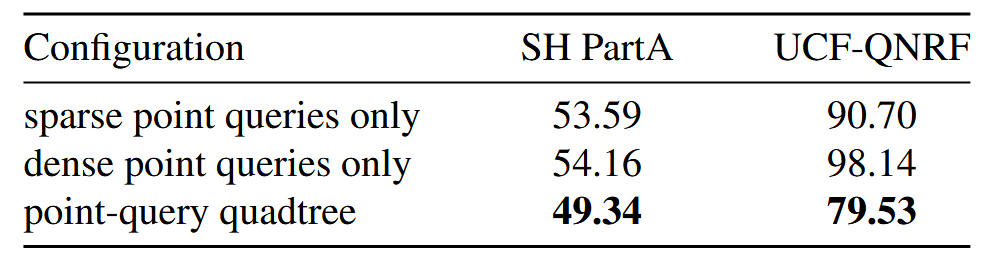 Configuration SH PartA UCF-QNRF
sparse point queries only 53.59 90.70
dense point queries only 54.16 98.14
point-query quadtree 49.34 79.53